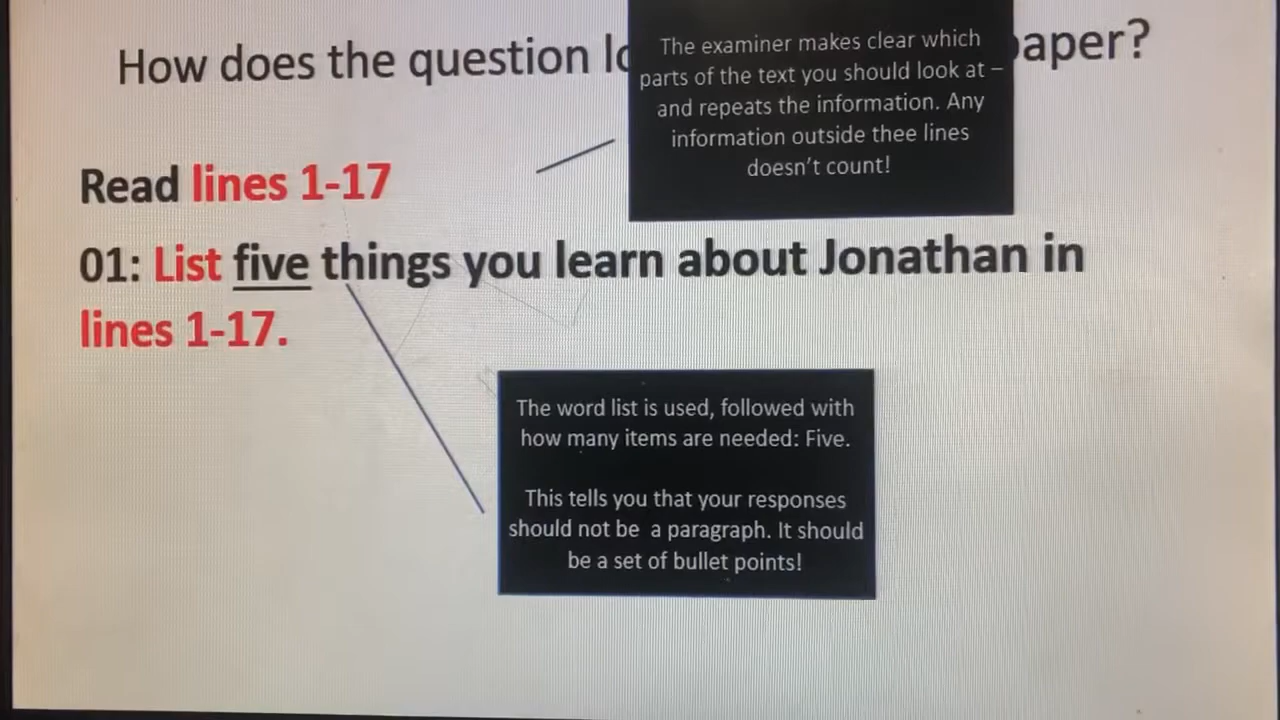 How does the question lo
paper?
The examiner makes clear which
parts of the text you should look at –
and repeats the information. Any
information outside thee lines
doesn't count!
Read lines 1-17
01: List five things you learn about Jonathan in
lines 1-17.
The word list is used, followed with
how many items are needed: Five.
This tells you that your responses
should not be a paragraph. It should
be a set of bullet points!